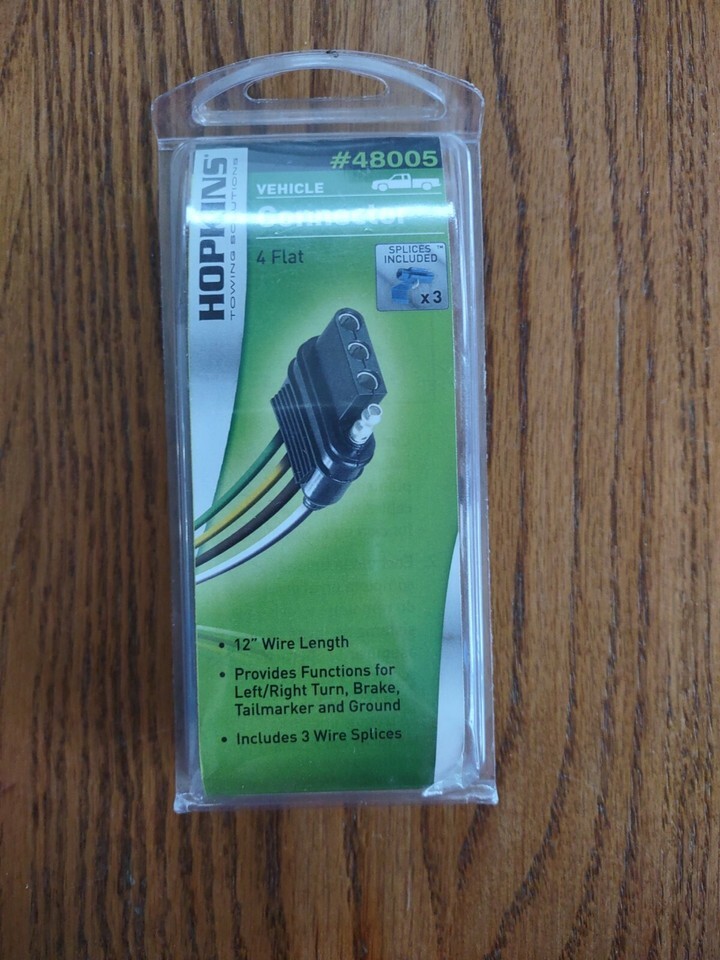 #48005
HOPKINS®
TOWING SOLUTIONS
VEHICLE
Connector
4 Flat
SPLICES™
INCLUDED
x3
• 12" Wire Length
• Provides Functions for
Left/Right Turn, Brake,
Tailmarker and Ground
• Includes 3 Wire Splices